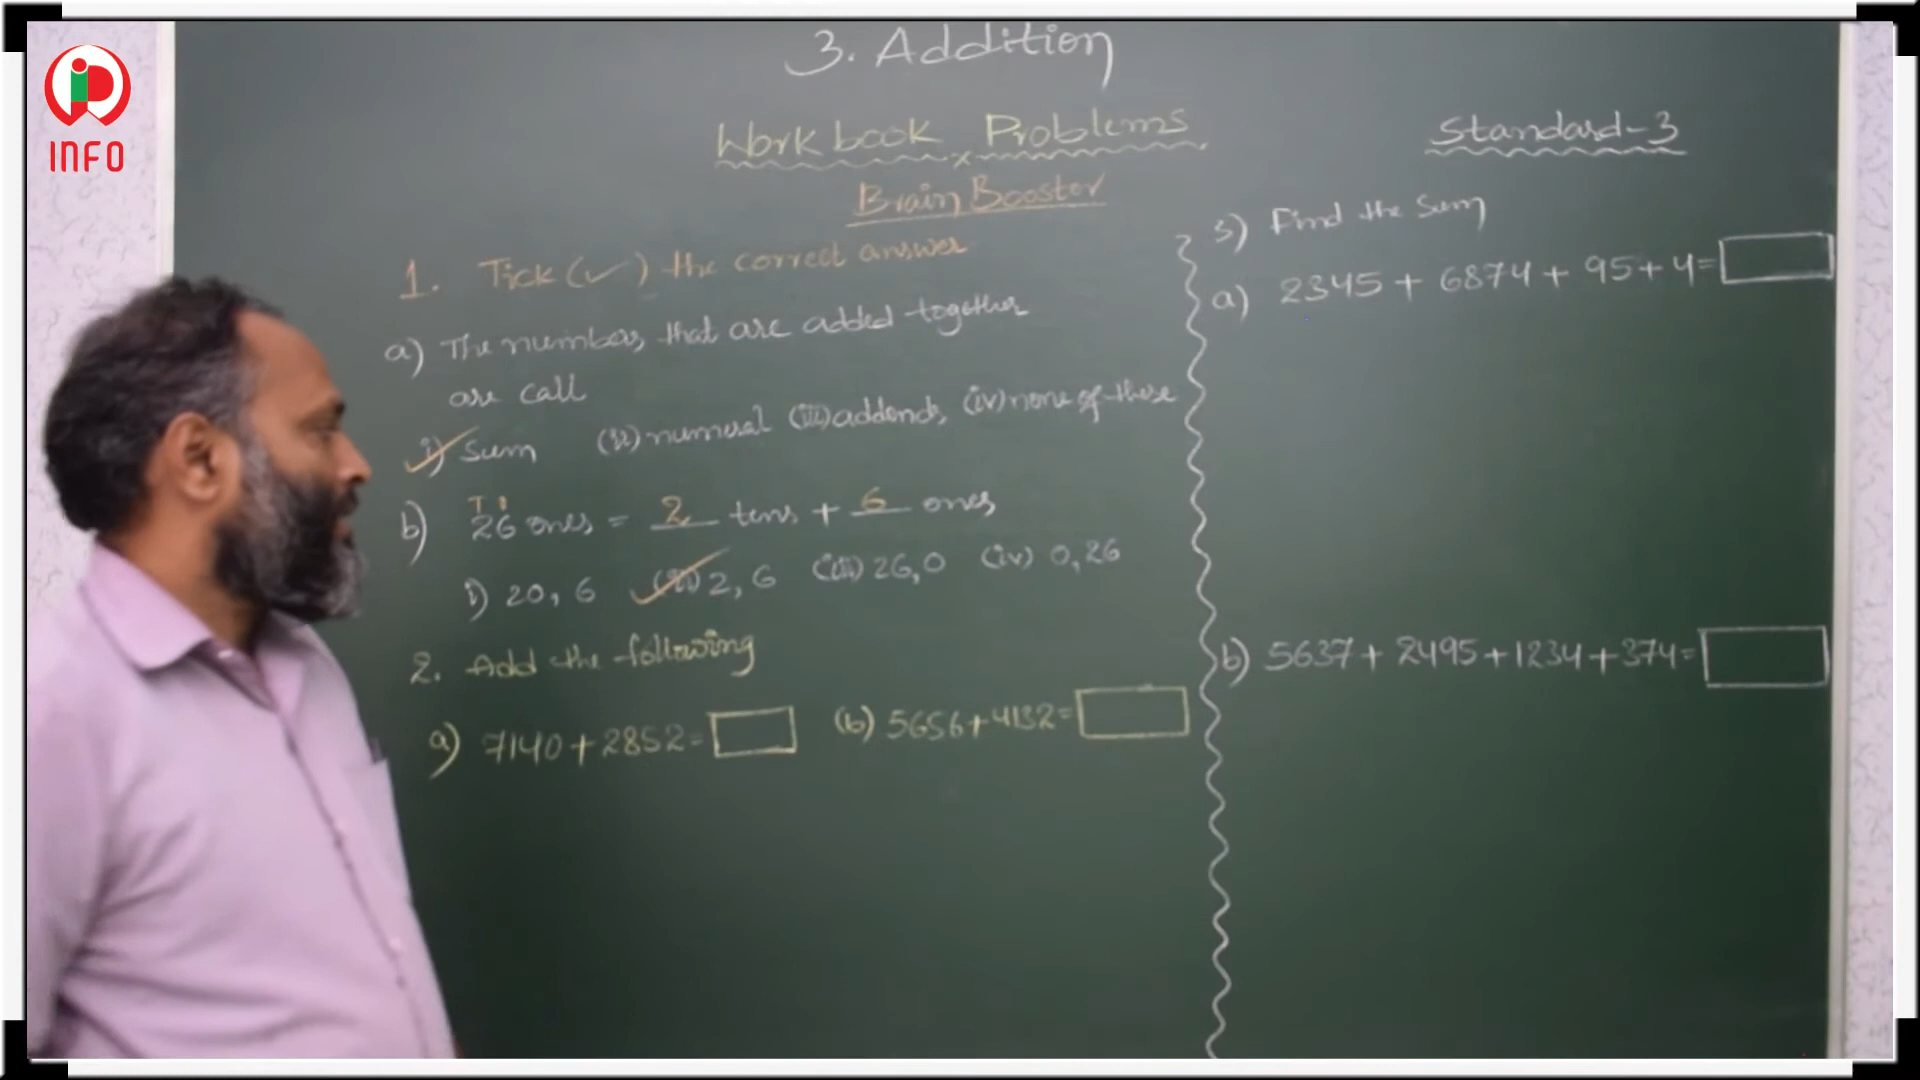 INFO
3. Addition
Work book Problems
Standard-3
Brain Booster
1. Tick (✓) the correct answer
a) The numbers that are added together
are call
i) Sum (ii) numeral (iii) addends (iv) none of these
T 1
b) 26 ones = 2 tens + 6 ones
i) 20, 6 (ii) 2, 6 (iii) 26,0 (iv) 0,26
2. Add the following
a) 7140+2852= (b) 5656+4132=
3) Find the Sum
a) 2345 + 6874 + 95 + 4=
b) 5637+ 2495+1234+374=